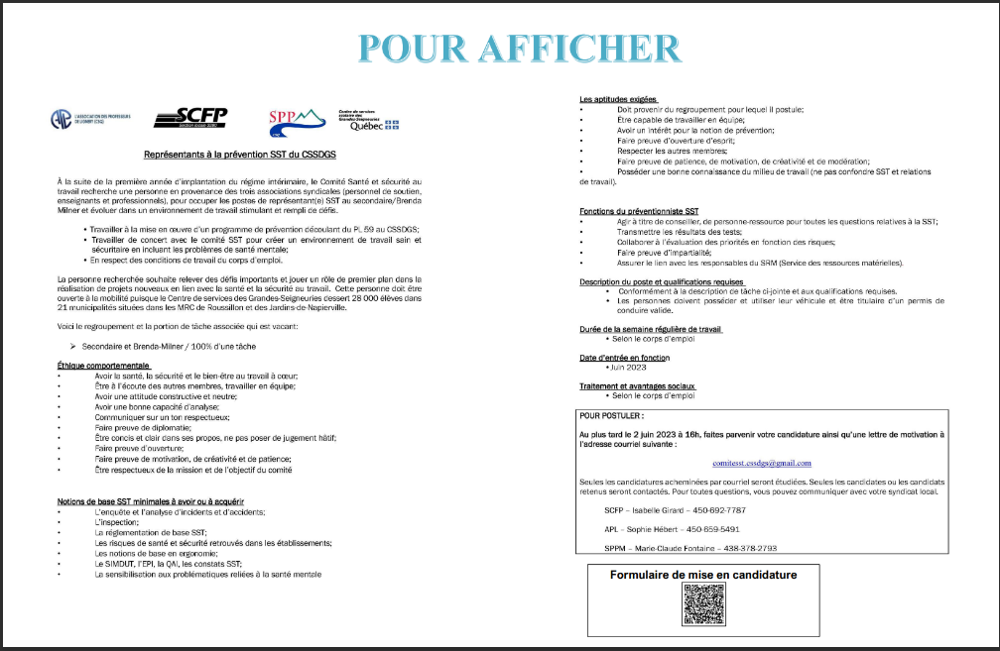 POUR AFFICHER
APL
L'ASSOCIATION DES PROFESSEURS
DE LIGNERY (CSQ)
SCFP
Section locale 3280
SPPM
Centre de services
scolaire des
Grandes-Seigneuries
Québec
Représentants à la prévention SST du CSSDGS
À la suite de la première année d'implantation du régime intérimaire, le Comité Santé et sécurité au
travail recherche une personne en provenance des trois associations syndicales (personnel de soutien,
enseignants et professionnels), pour occuper les postes de représentant(e) SST au secondaire/Brenda
Milner et évoluer dans un environnement de travail stimulant et rempli de défis.
• Travailler à la mise en œuvre d'un programme de prévention découlant du PL 59 au CSSDGS;
• Travailler de concert avec le comité SST pour créer un environnement de travail sain et
sécuritaire en incluant les problèmes de santé mentale;
• En respect des conditions de travail du corps d'emploi.
La personne recherchée souhaite relever des défis importants et jouer un rôle de premier plan dans la
réalisation de projets nouveaux en lien avec la santé et la sécurité au travail. Cette personne doit être
ouverte à la mobilité puisque le Centre de services des Grandes-Seigneuries dessert 26 000 élèves dans
21 municipalités situées dans les MRC de Roussillon et des Jardins-de-Napierville.
Voici le regroupement et la portion de tâche associée qui est vacant:
➢ Secondaire et Brenda-Milner / 100% d'une tâche
Éthique comportementale
• Avoir la santé, la sécurité et le bien-être au travail à cœur;
• Être à l'écoute des autres membres, travailler en équipe;
• Avoir une attitude constructive et neutre;
• Avoir une bonne capacité d'analyse;
• Communiquer sur un ton respectueux;
• Faire preuve de diplomatie;
• Être concis et clair dans ses propos, ne pas poser de jugement hâtif;
• Faire preuve d'ouverture;
• Faire preuve de motivation, de créativité et de patience;
• Être respectueux de la mission et de l'objectif du comité
Notions de base SST minimales à avoir ou à acquérir
• L'enquête et l'analyse d'incidents et d'accidents;
• L'inspection;
• La réglementation de base SST;
• Les risques de santé et sécurité retrouvés dans les établissements;
• Les notions de base en ergonomie;
• Le SIMDUT, l'EPI, la QAI, les constats SST;
• La sensibilisation aux problématiques reliées à la santé mentale
Les aptitudes exigées
• Doit provenir du regroupement pour lequel il postule;
• Être capable de travailler en équipe;
• Avoir un intérêt pour la notion de prévention;
• Faire preuve d'ouverture d'esprit;
• Respecter les autres membres;
• Faire preuve de patience, de motivation, de créativité et de modération;
• Posséder une bonne connaissance du milieu de travail (ne pas confondre SST et relations
de travail).
Fonctions du préventionniste SST
• Agir à titre de conseiller, de personne-ressource pour toutes les questions relatives à la SST;
• Transmettre les résultats des tests;
• Collaborer à l'évaluation des priorités en fonction des risques;
• Faire preuve d'impartialité;
• Assurer le lien avec les responsables du SRM (Service des ressources matérielles).
Description du poste et qualifications requises
• Conformément à la description de tâche ci-jointe et aux qualifications requises.
• Les personnes doivent posséder et utiliser leur véhicule et être titulaire d'un permis de
conduire valide.
Durée de la semaine régulière de travail
• Selon le corps d'emploi
Date d'entrée en fonction
•Juin 2023
Traitement et avantages sociaux
• Selon le corps d'emploi
POUR POSTULER :
Au plus tard le 2 juin 2023 à 16h, faites parvenir votre candidature ainsi qu'une lettre de motivation à
l'adresse courriel suivante :
comitesst.cssdgs@gmail.com
Seules les candidatures acheminées par courriel seront étudiées. Seules les candidates ou les candidats
retenus seront contactés. Pour toutes questions, vous pouvez communiquer avec votre syndicat local.
SCFP – Isabelle Girard – 450-692-7787
APL – Sophie Hébert – 450-659-5491
SPPM – Marie-Claude Fontaine – 438-378-2793
Formulaire de mise en candidature